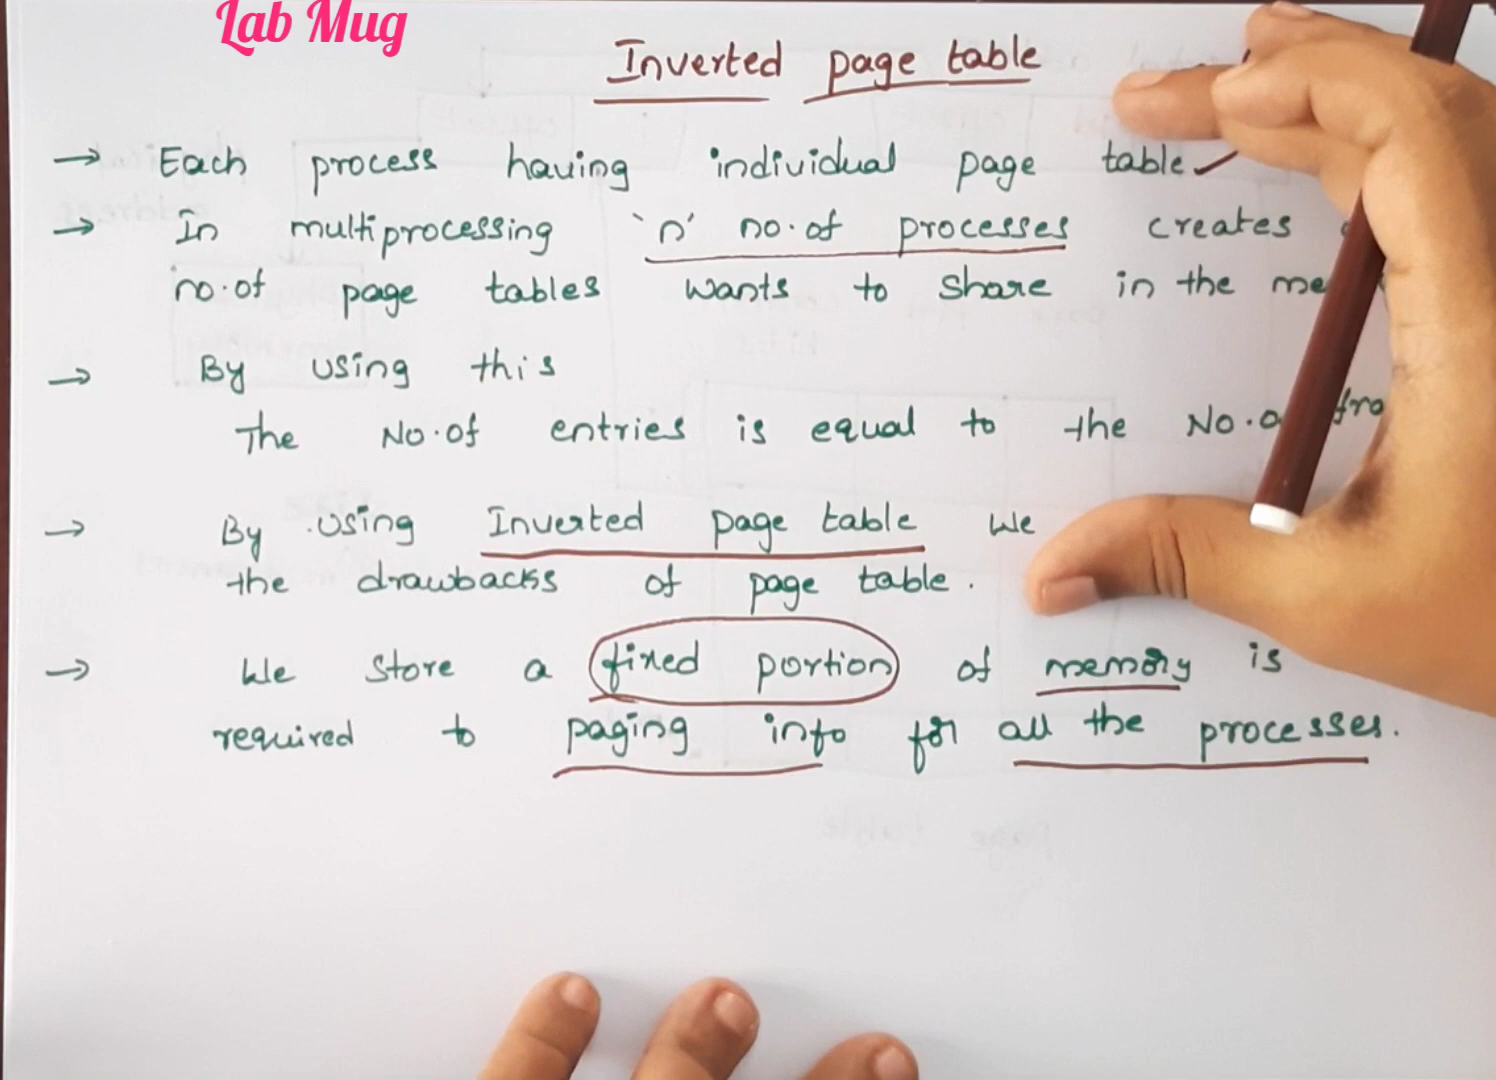 Lab Mug
Inverted page table
→ Each process having individual page table
→ In multiprocessing 'n' no.of processes creates
no.of page tables wants to share in the me
→ By using this
The No.of entries is equal to the No.o fra
→ By using Inverted page table we
the drawbacks of page table.
→ We store a fixed portion of memory is
required to paging info for all the processes.